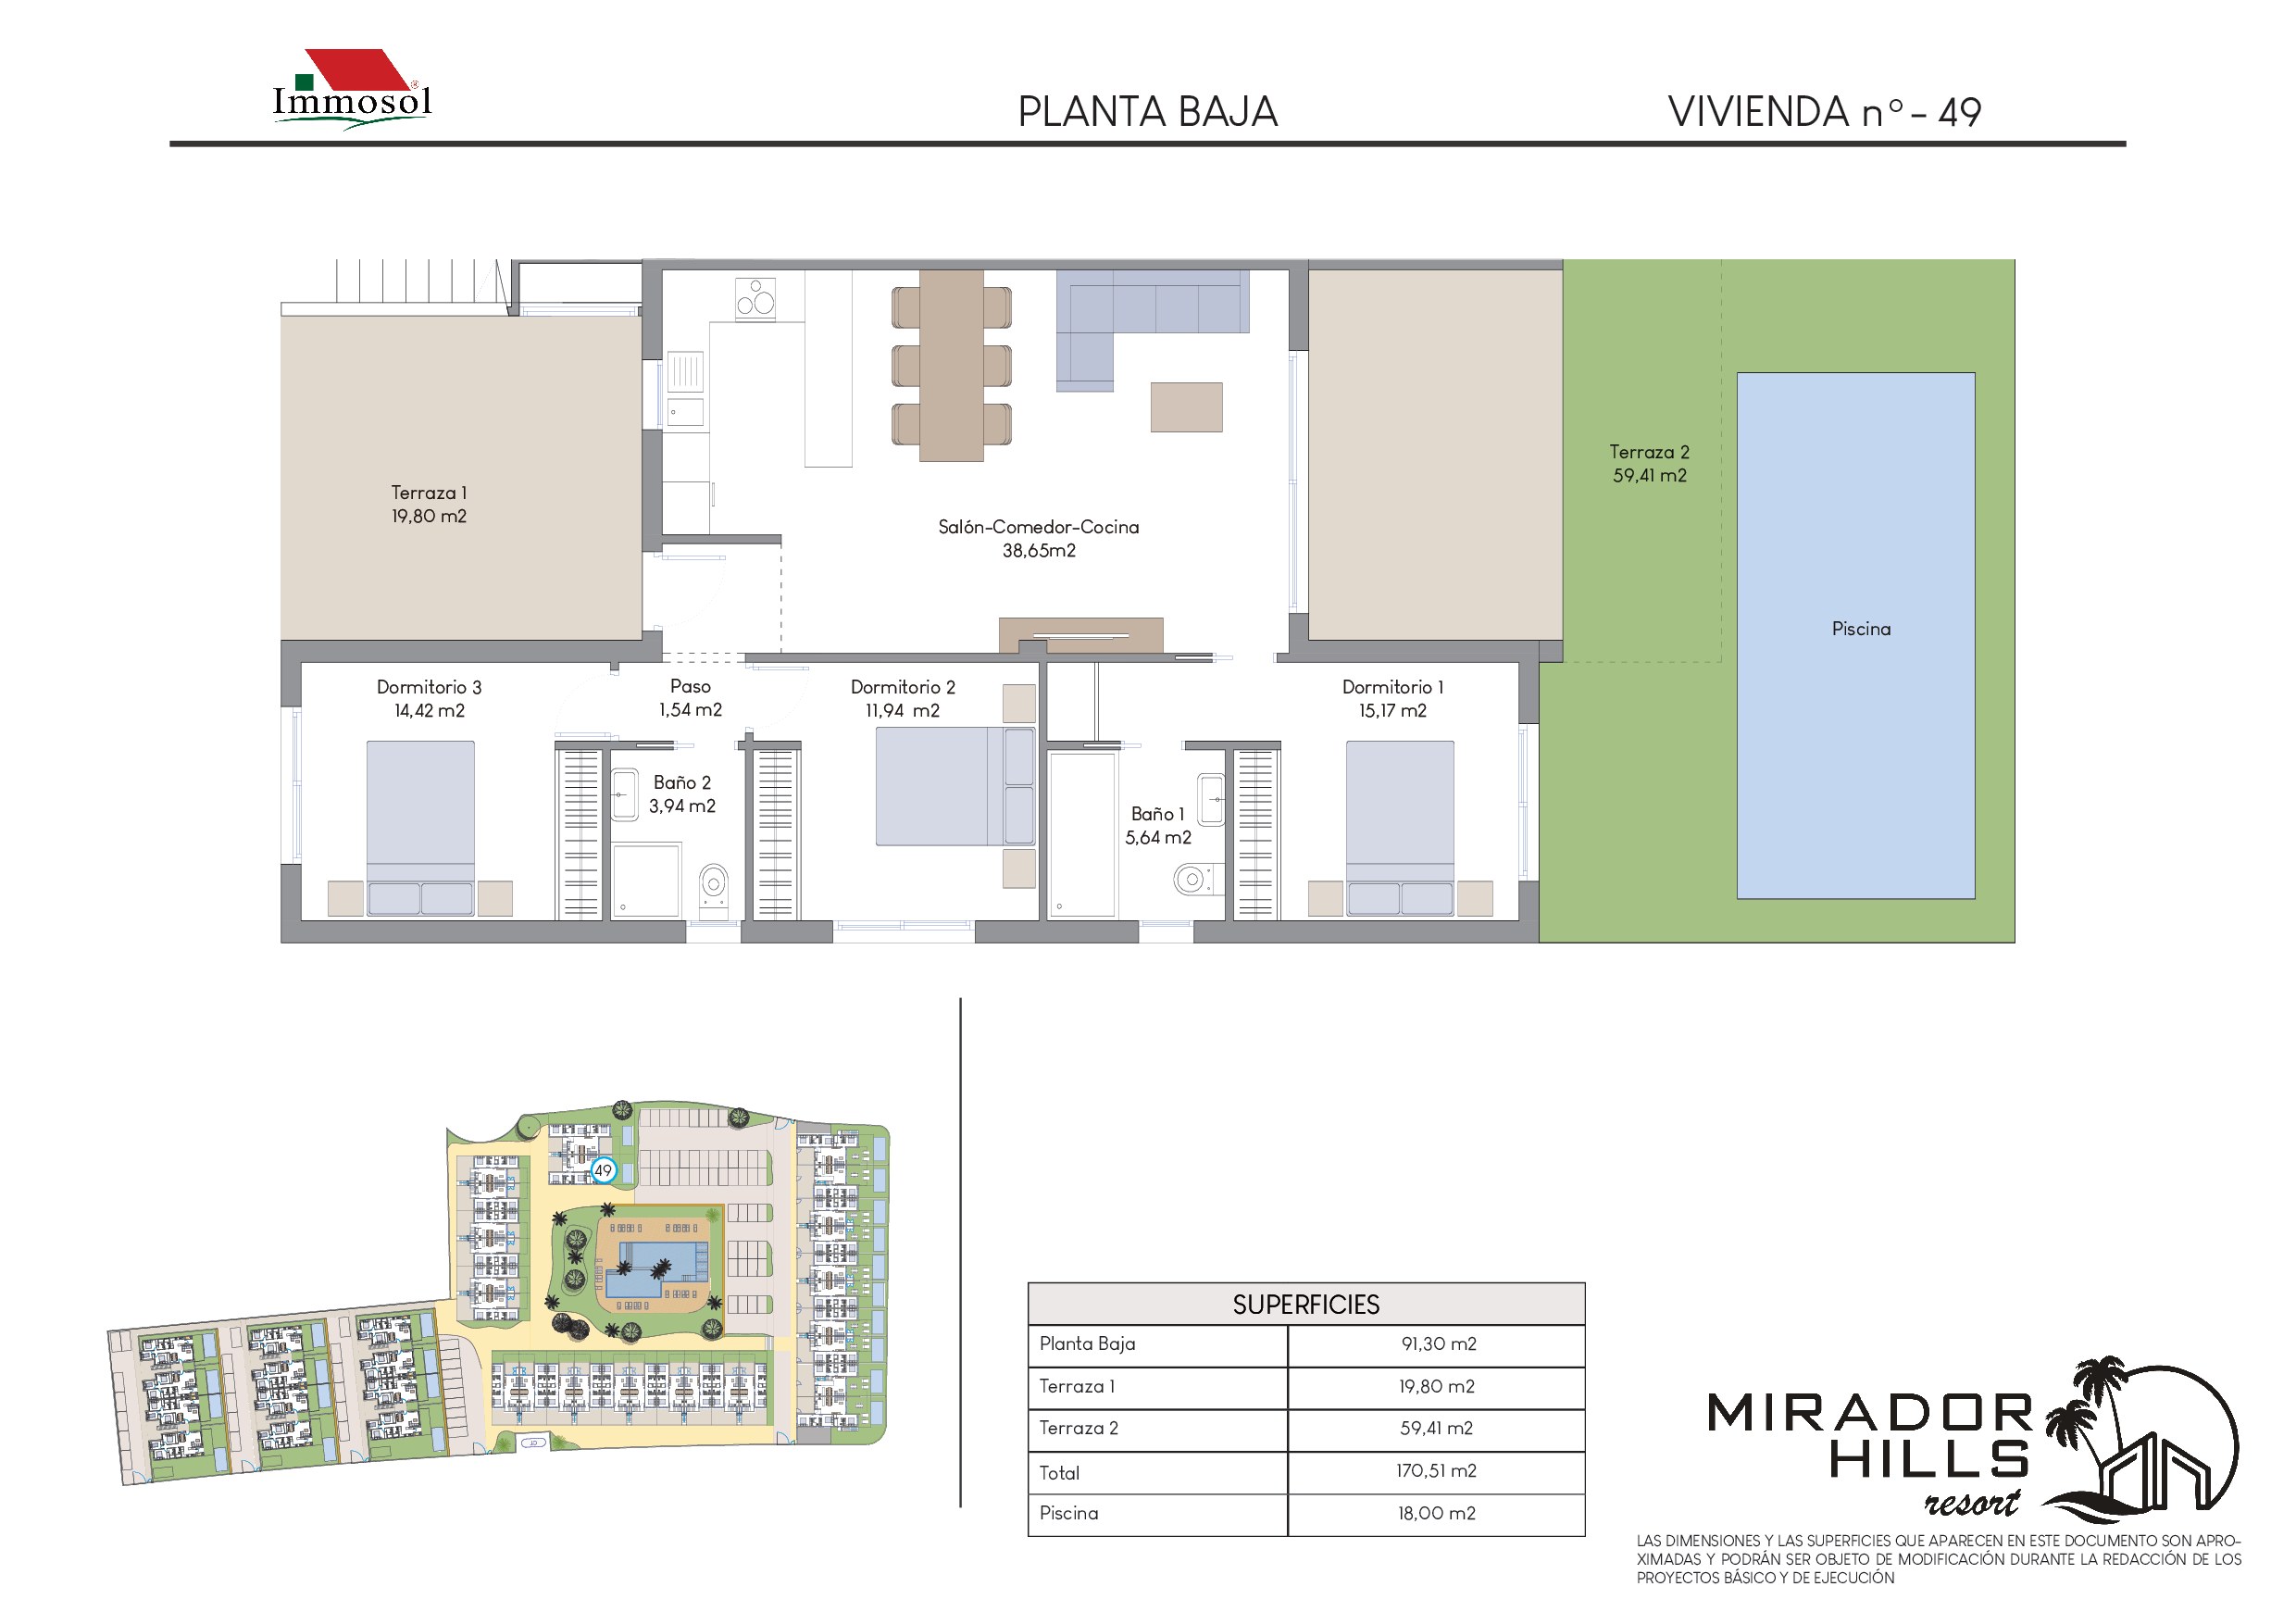 Immosol®
PLANTA BAJA
VIVIENDA nº - 49
Terraza 1
19,80 m2
Salón-Comedor-Cocina
38,65m2
Terraza 2
59,41 m2
Piscina
Dormitorio 3
14,42 m2
Paso
1,54 m2
Dormitorio 2
11,94 m2
Dormitorio 1
15,17 m2
Baño 2
3,94 m2
Baño 1
5,64 m2
49
SUPERFICIES
Planta Baja 91,30 m2
Terraza 1 19,80 m2
Terraza 2 59,41 m2
Total 170,51 m2
Piscina 18,00 m2
MIRADOR
HILLS
resort
LAS DIMENSIONES Y LAS SUPERFICIES QUE APARECEN EN ESTE DOCUMENTO SON APRO-
XIMADAS Y PODRÁN SER OBJETO DE MODIFICACIÓN DURANTE LA REDACCIÓN DE LOS
PROYECTOS BÁSICO Y DE EJECUCIÓN